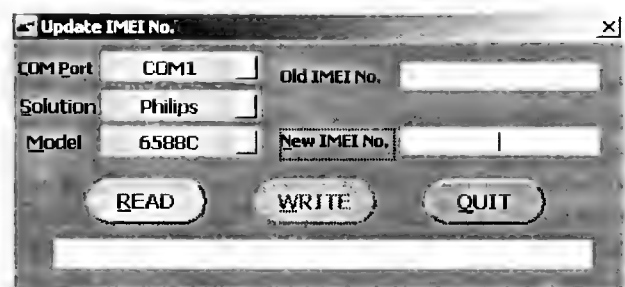 Update IMEI No.
COM Port COM1 Old IMEI No.
Solution Philips
Model 6588C New IMEI No.
READ WRITE QUIT